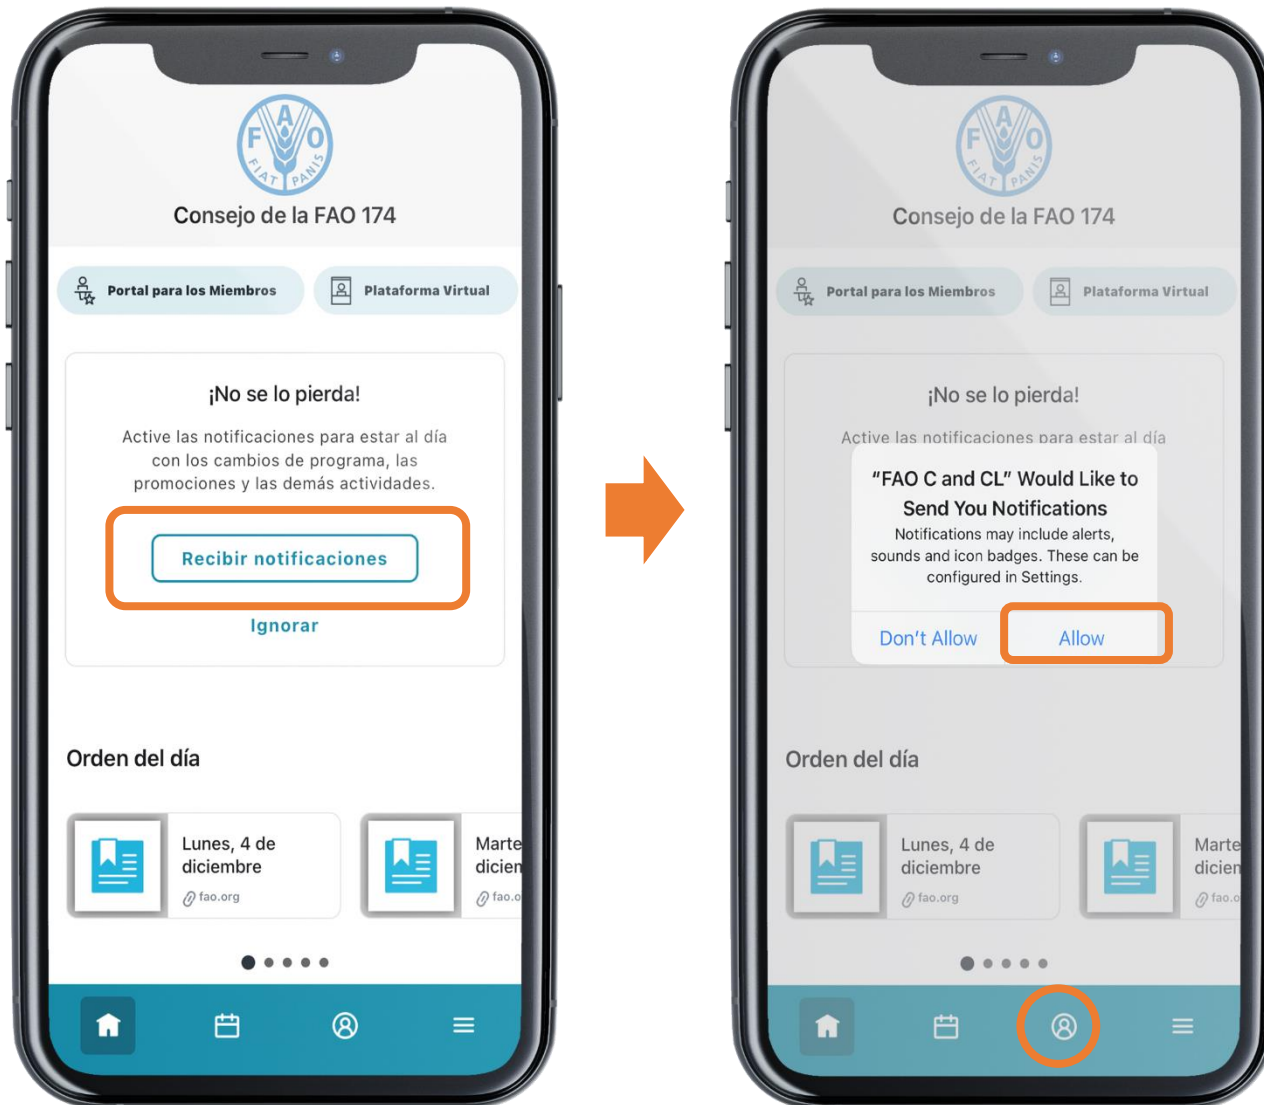 F A O
FIAT PANIS
Consejo de la FAO 174
Portal para los Miembros
Plataforma Virtual
¡No se lo pierda!
Active las notificaciones para estar al día
con los cambios de programa, las
promociones y las demás actividades.
Recibir notificaciones
Ignorar
Orden del día
Lunes, 4 de
diciembre
fao.org
Marte
dicien
fao.o
F A O
FIAT PANIS
Consejo de la FAO 174
Portal para los Miembros
Plataforma Virtual
¡No se lo pierda!
Active las notificaciones para estar al día
“FAO C and CL” Would Like to
Send You Notifications
Notifications may include alerts,
sounds and icon badges. These can be
configured in Settings.
Don’t Allow
Allow
Orden del día
Lunes, 4 de
diciembre
fao.org
Marte
dicien
fao.o